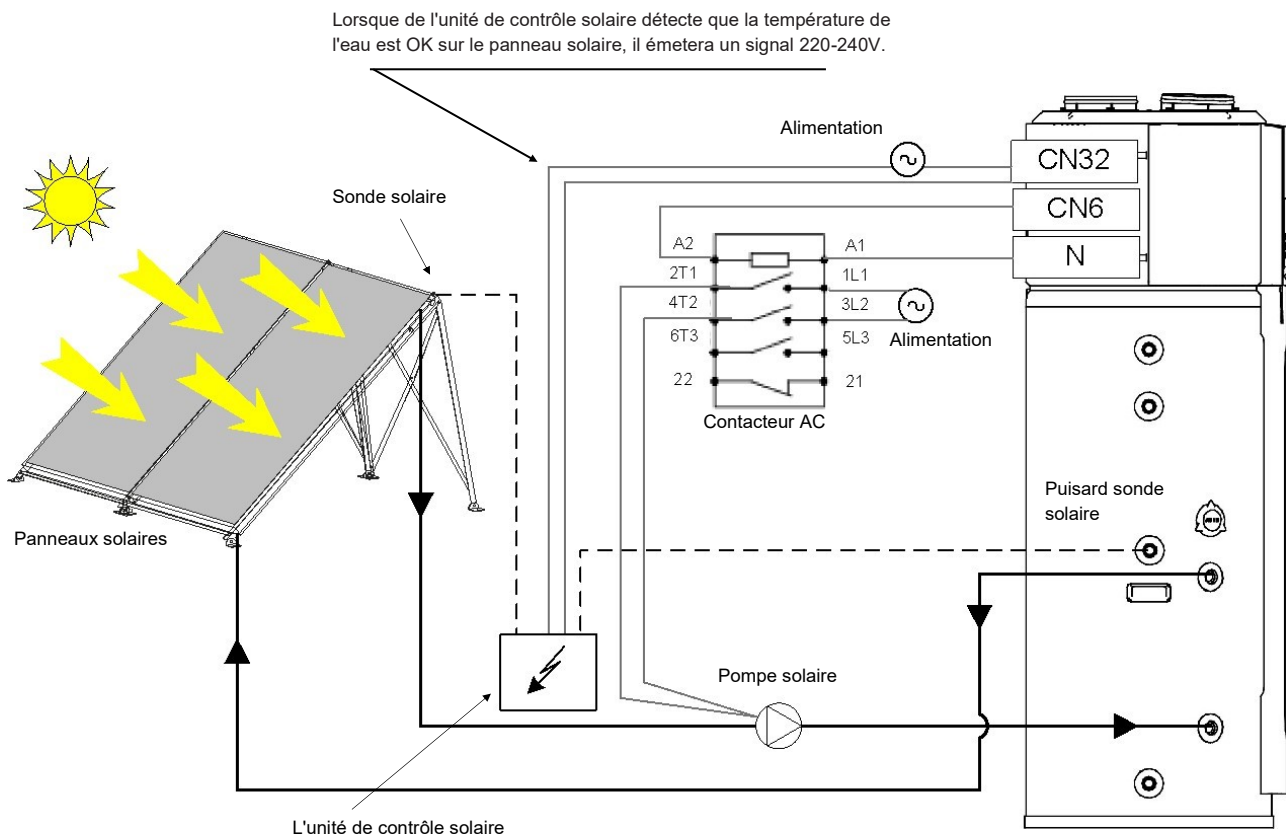 Lorsque de l'unité de contrôle solaire détecte que la température de
l'eau est OK sur le panneau solaire, il émetera un signal 220-240V.
Alimentation
CN32
Sonde solaire
CN6
A2
A1
N
2T1
1L1
4T2
3L2
6T3
5L3
Alimentation
22
21
Contacteur AC
Puisard sonde
solaire
Panneaux solaires
Pompe solaire
L'unité de contrôle solaire